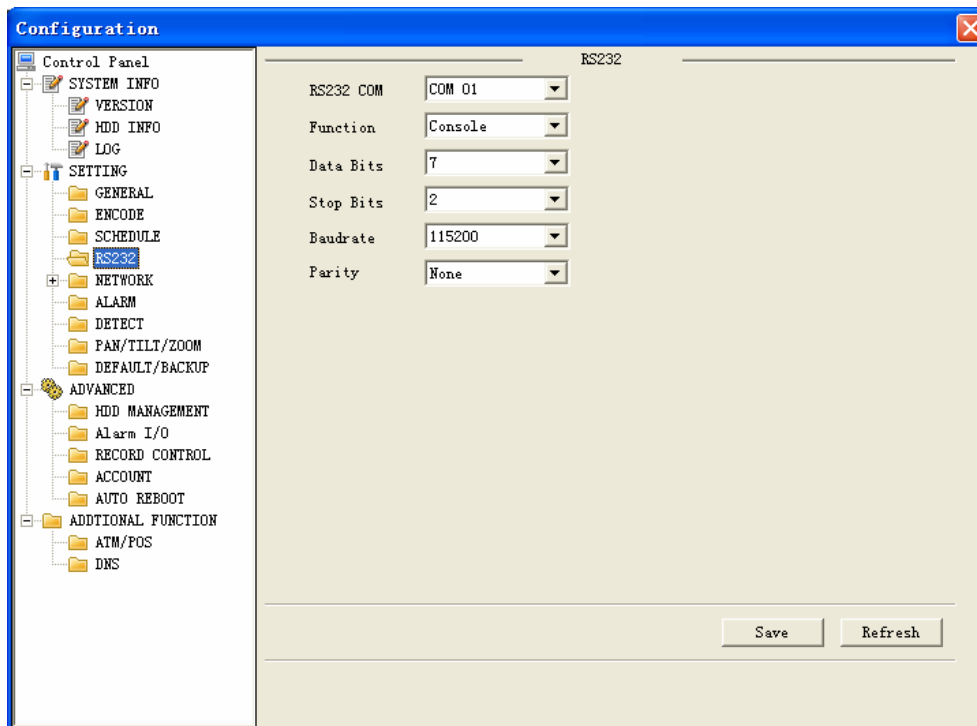 Configuration
Control Panel
SYSTEM INFO
VERSION
HDD INFO
LOG
SETTING
GENERAL
ENCODE
SCHEDULE
RS232
NETWORK
ALARM
DETECT
PAN/TILT/ZOOM
DEFAULT/BACKUP
ADVANCED
HDD MANAGEMENT
Alarm I/O
RECORD CONTROL
ACCOUNT
AUTO REBOOT
ADDTIONAL FUNCTION
ATM/POS
DNS
RS232
RS232 COM COM 01
Function Console
Data Bits 7
Stop Bits 2
Baudrate 115200
Parity None
Save Refresh